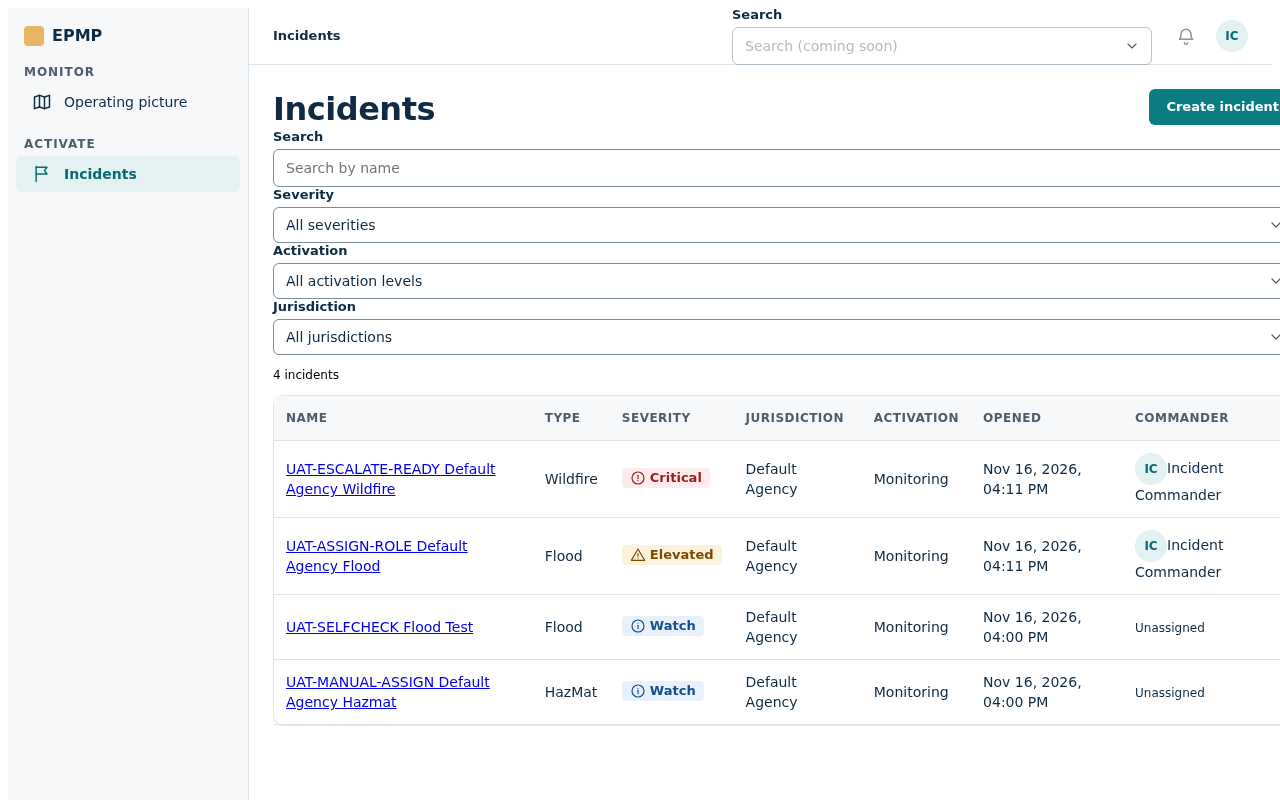 EPMP
MONITOR
Operating picture
ACTIVATE
Incidents
Incidents
Search
Search (coming soon)
IC
Incidents
Create incident
Search
Search by name
Severity
All severities
Activation
All activation levels
Jurisdiction
All jurisdictions
4 incidents
NAME TYPE SEVERITY JURISDICTION ACTIVATION OPENED COMMANDER
UAT-ESCALATE-READY Default Agency Wildfire Wildfire Critical Default Agency Monitoring Nov 16, 2026, 04:11 PM IC Incident Commander
UAT-ASSIGN-ROLE Default Agency Flood Flood Elevated Default Agency Monitoring Nov 16, 2026, 04:11 PM IC Incident Commander
UAT-SELFCHECK Flood Test Flood Watch Default Agency Monitoring Nov 16, 2026, 04:00 PM Unassigned
UAT-MANUAL-ASSIGN Default Agency Hazmat HazMat Watch Default Agency Monitoring Nov 16, 2026, 04:00 PM Unassigned